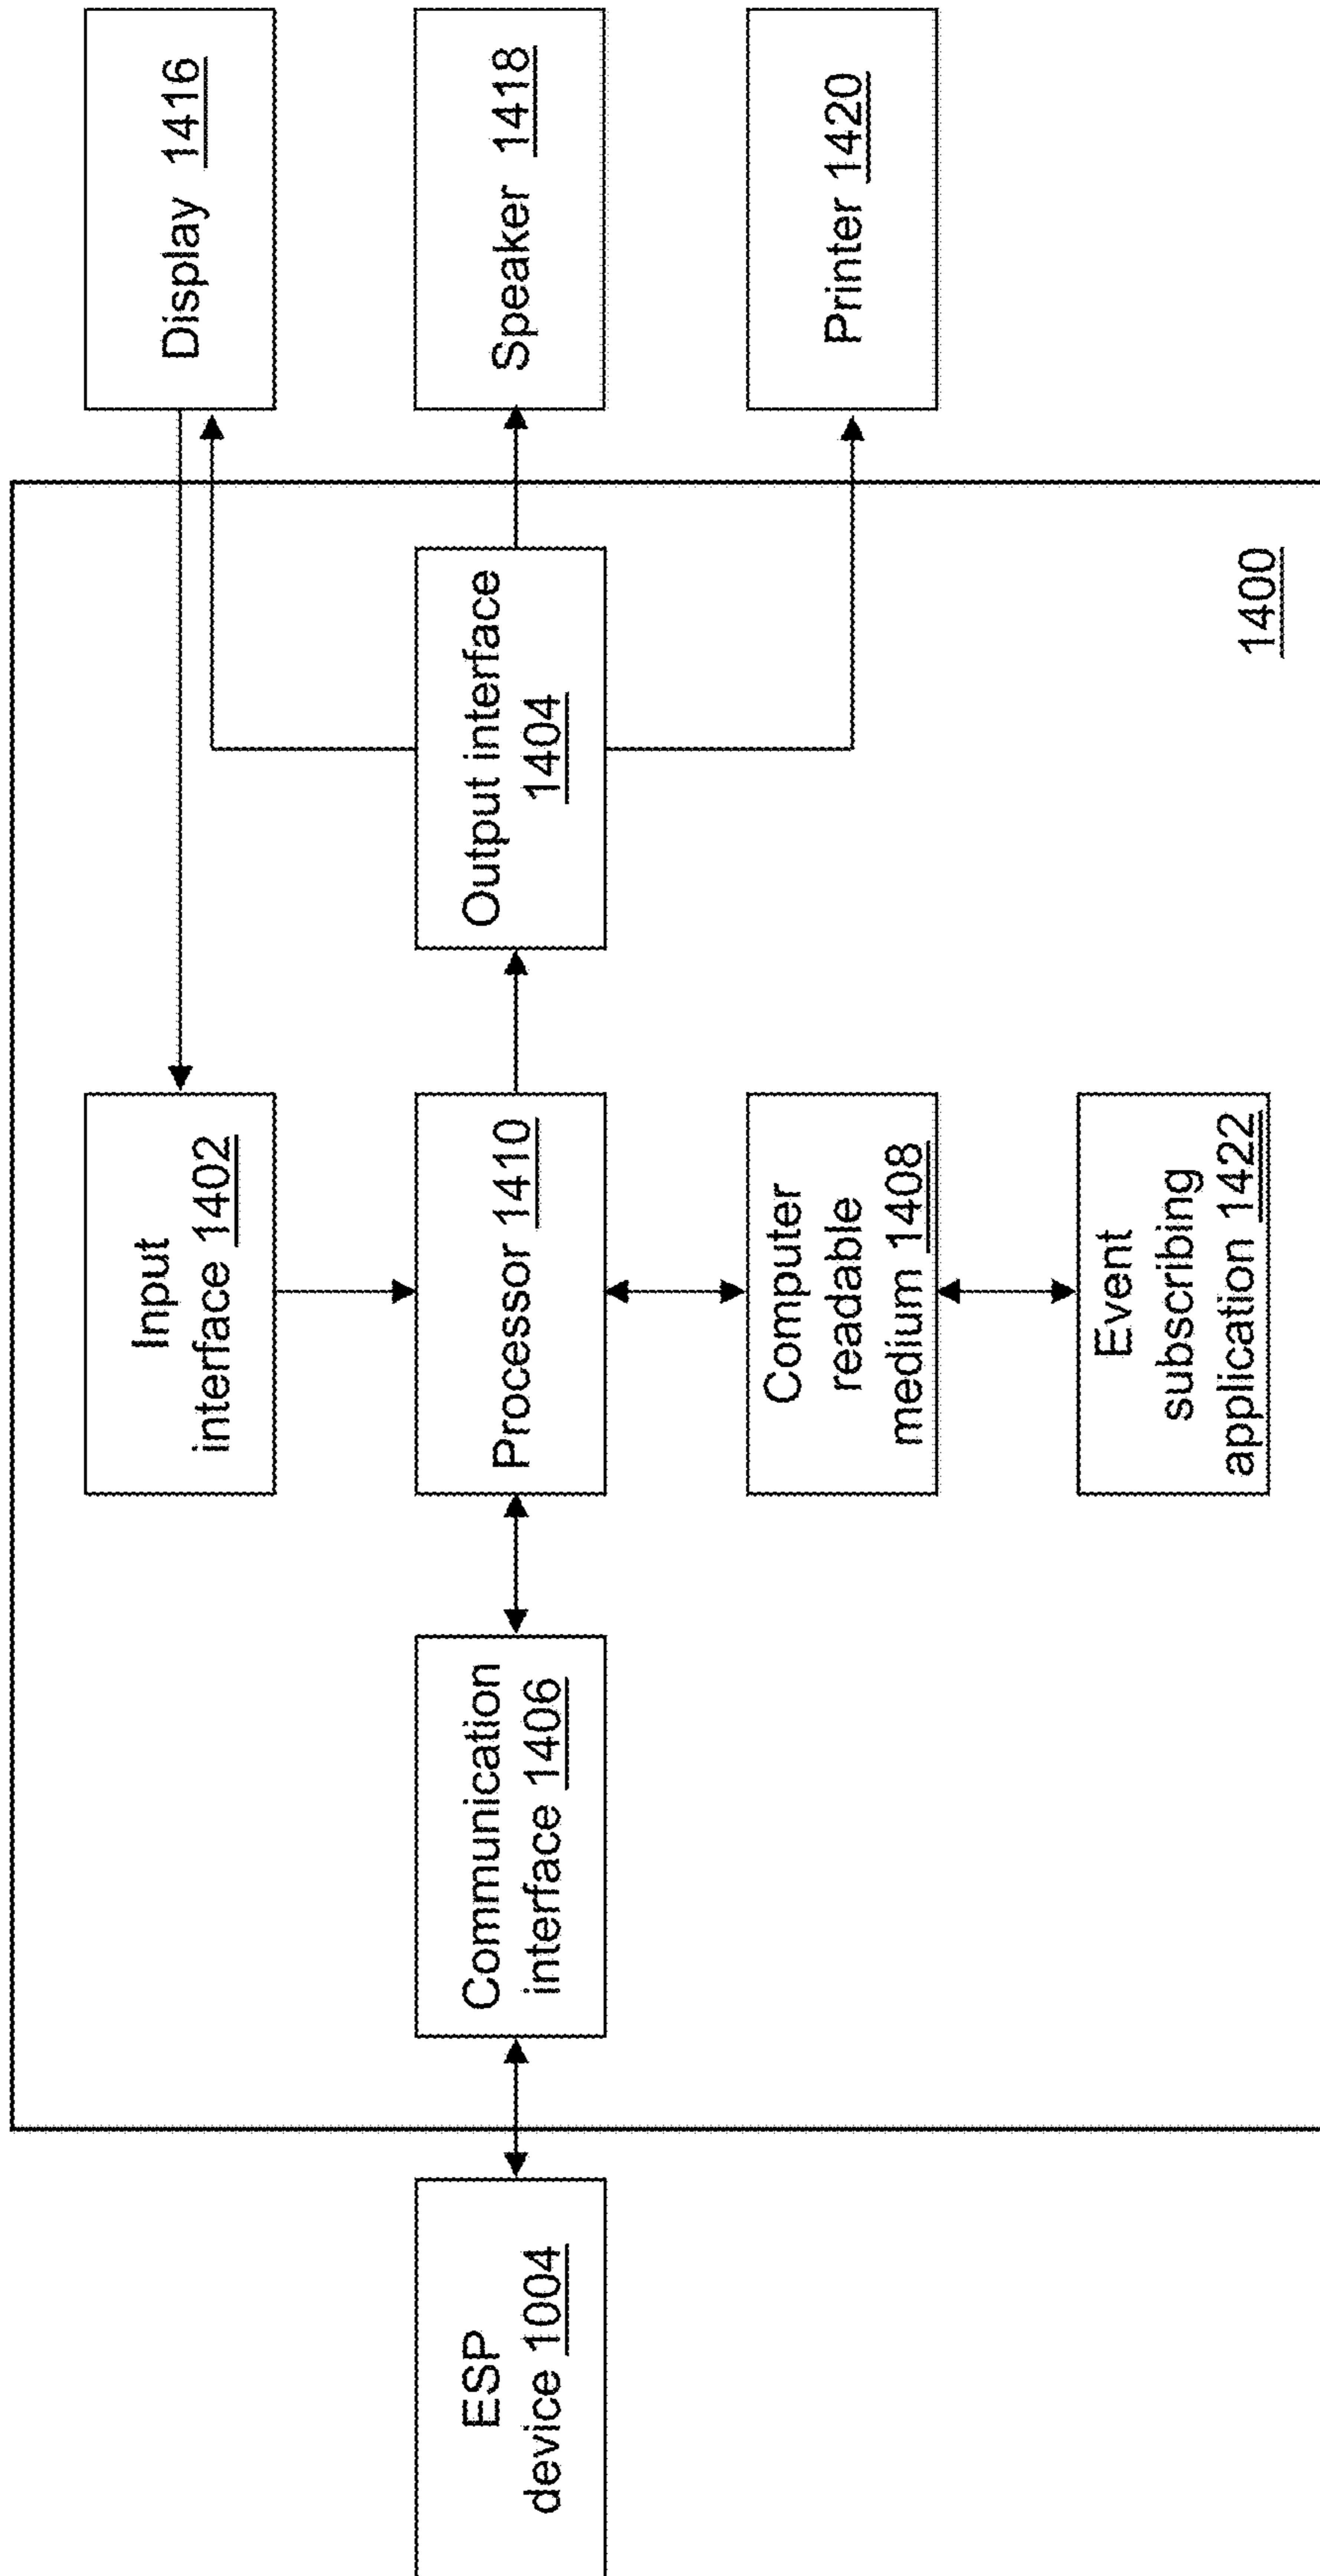 Input
interface 1402
Display 1416
ESP
device 1004
Communication
interface 1406
Processor 1410
Output interface
1404
Speaker 1418
Computer
readable
medium 1408
Printer 1420
Event
subscribing
application 1422
1400